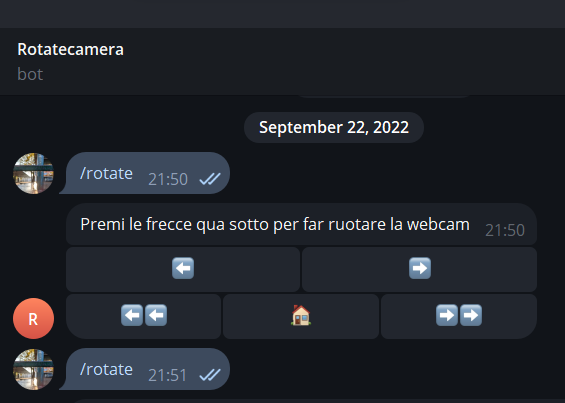 Rotatecamera
bot
September 22, 2022
/rotate 21:50
Premi le frecce qua sotto per far ruotare la webcam 21:50
⬅️ ➡️
R ⬅️⬅️ 🏠 ➡️➡️
/rotate 21:51